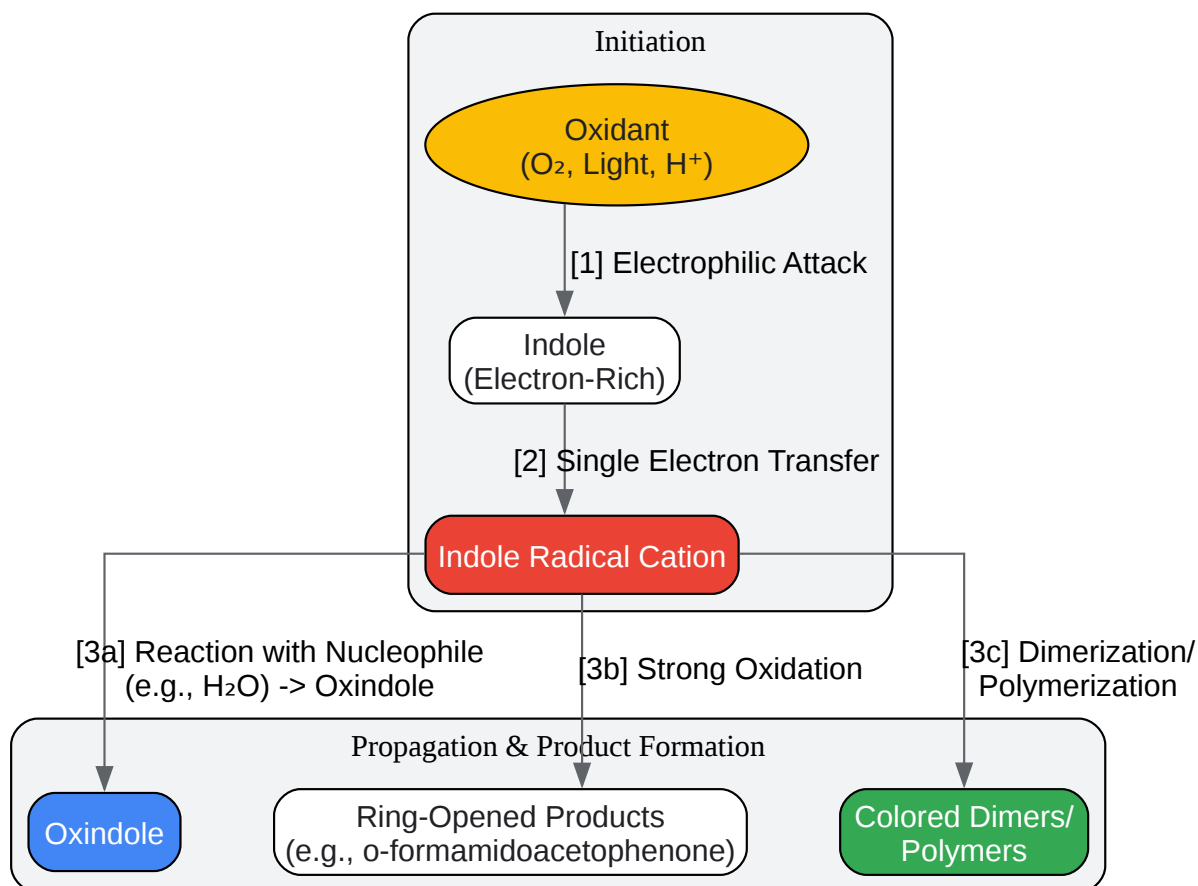 Initiation
Oxidant
(O₂, Light, H⁺)
[1] Electrophilic Attack
Indole
(Electron-Rich)
[2] Single Electron Transfer
Indole Radical Cation
[3a] Reaction with Nucleophile
(e.g., H₂O) -> Oxindole
[3b] Strong Oxidation
[3c] Dimerization/
Polymerization
Propagation & Product Formation
Oxindole
Ring-Opened Products
(e.g., o-formamidoacetophenone)
Colored Dimers/
Polymers